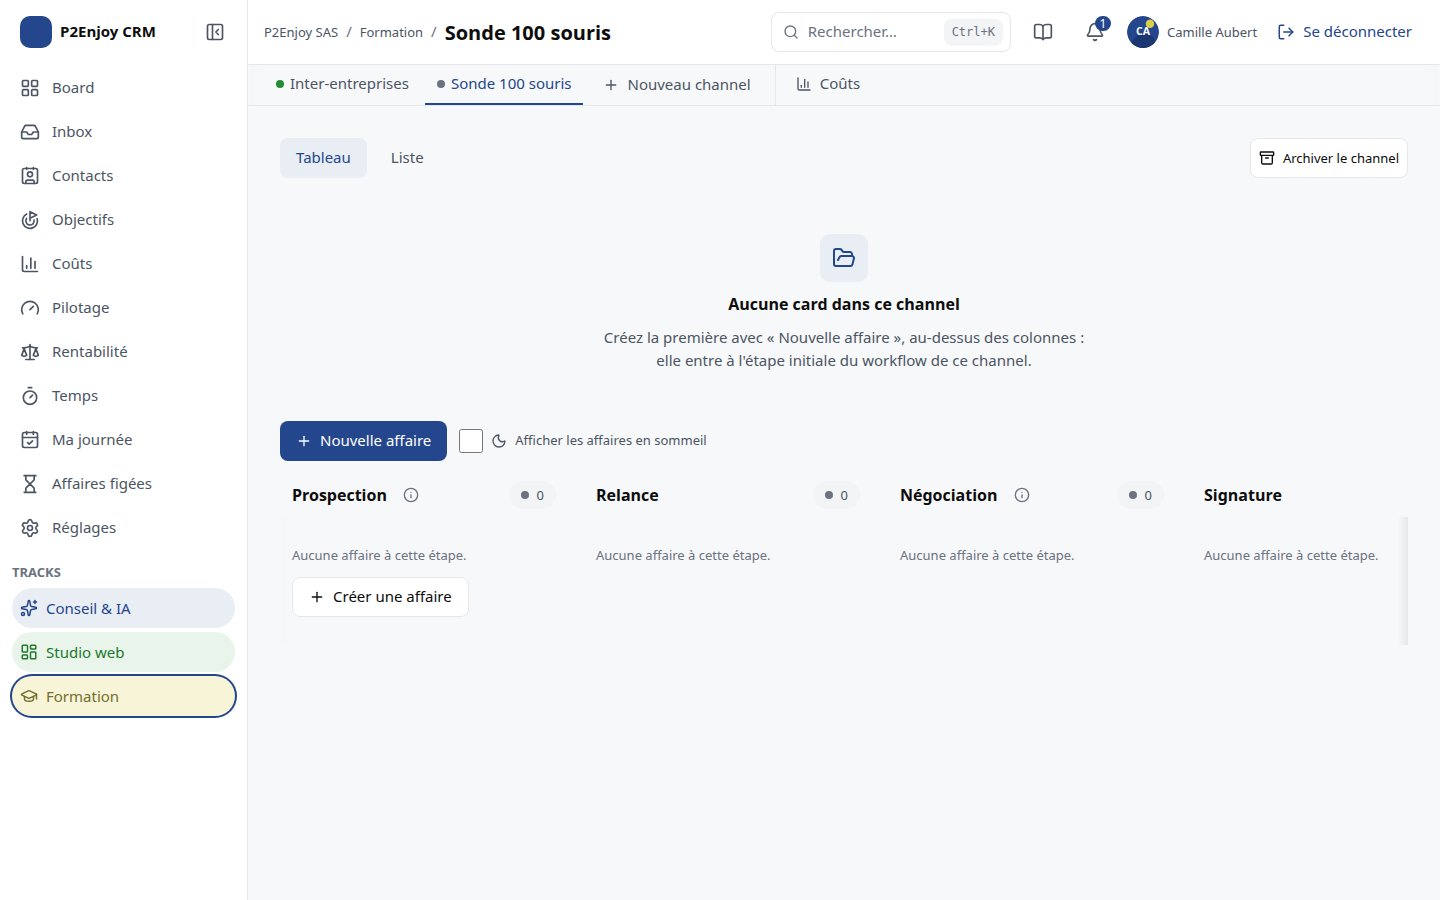 P2Enjoy CRM
P2Enjoy SAS / Formation / Sonde 100 souris
Rechercher... Ctrl+K
1
CA
Camille Aubert
Se déconnecter
Board
Inbox
Contacts
Objectifs
Coûts
Pilotage
Rentabilité
Temps
Ma journée
Affaires figées
Réglages
TRACKS
Conseil & IA
Studio web
Formation
Inter-entreprises
Sonde 100 souris
Nouveau channel
Coûts
Tableau
Liste
Archiver le channel
Aucune card dans ce channel
Créez la première avec « Nouvelle affaire », au-dessus des colonnes :
elle entre à l'étape initiale du workflow de ce channel.
Nouvelle affaire
Afficher les affaires en sommeil
Prospection 0
Aucune affaire à cette étape.
Créer une affaire
Relance 0
Aucune affaire à cette étape.
Négociation 0
Aucune affaire à cette étape.
Signature
Aucune affaire à cette étape.